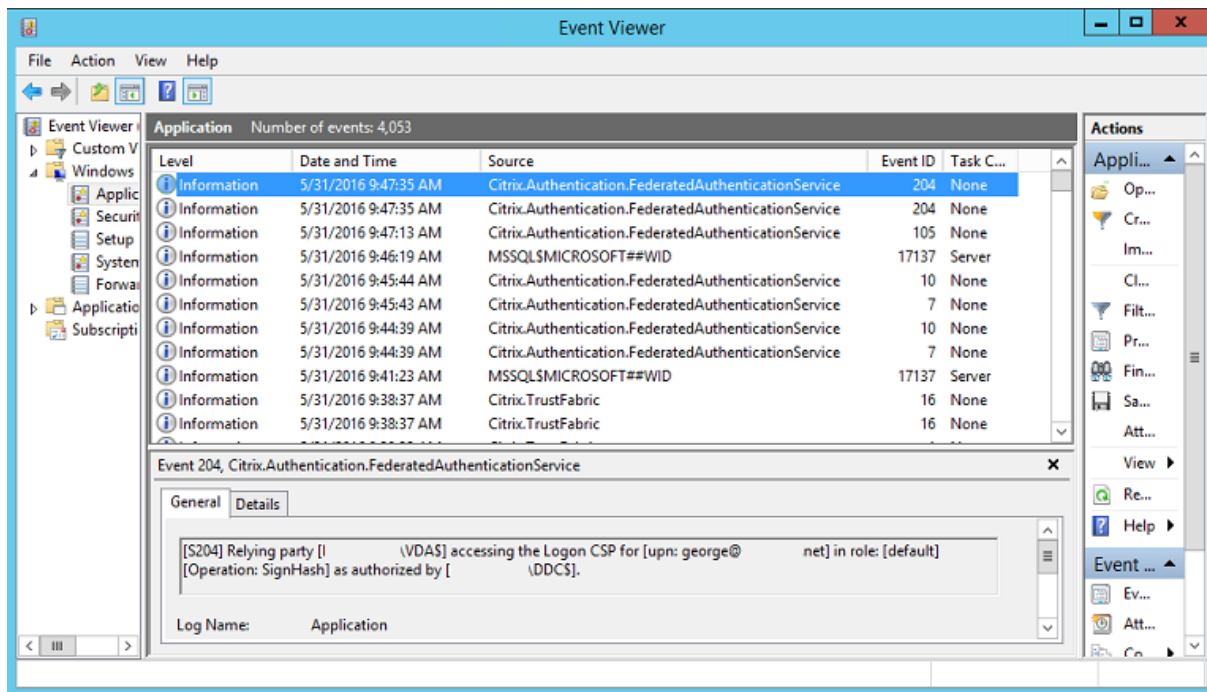 Event Viewer
File Action View Help
Event Viewer
Custom V
Windows
Applic
Securit
Setup
System
Forwar
Applicatio
Subscripti
Application Number of events: 4,053
Level Date and Time Source Event ID Task C...
Information 5/31/2016 9:47:35 AM Citrix.Authentication.FederatedAuthenticationService 204 None
Information 5/31/2016 9:47:35 AM Citrix.Authentication.FederatedAuthenticationService 204 None
Information 5/31/2016 9:47:13 AM Citrix.Authentication.FederatedAuthenticationService 105 None
Information 5/31/2016 9:46:19 AM MSSQL$MICROSOFT##WID 17137 Server
Information 5/31/2016 9:45:44 AM Citrix.Authentication.FederatedAuthenticationService 10 None
Information 5/31/2016 9:45:43 AM Citrix.Authentication.FederatedAuthenticationService 7 None
Information 5/31/2016 9:44:39 AM Citrix.Authentication.FederatedAuthenticationService 10 None
Information 5/31/2016 9:44:39 AM Citrix.Authentication.FederatedAuthenticationService 7 None
Information 5/31/2016 9:41:23 AM MSSQL$MICROSOFT##WID 17137 Server
Information 5/31/2016 9:38:37 AM Citrix.TrustFabric 16 None
Information 5/31/2016 9:38:37 AM Citrix.TrustFabric 16 None
Event 204, Citrix.Authentication.FederatedAuthenticationService
General Details
[S204] Relying party [I \VDA$] accessing the Logon CSP for [upn: george@ net] in role: [default]
[Operation: SignHash] as authorized by [ \DDC$].
Log Name: Application
Actions
Appli...
Op...
Cr...
Im...
Cl...
Filt...
Pr...
Fin...
Sa...
Att...
View
Re...
Help
Event ...
Ev...
Att...
Co...